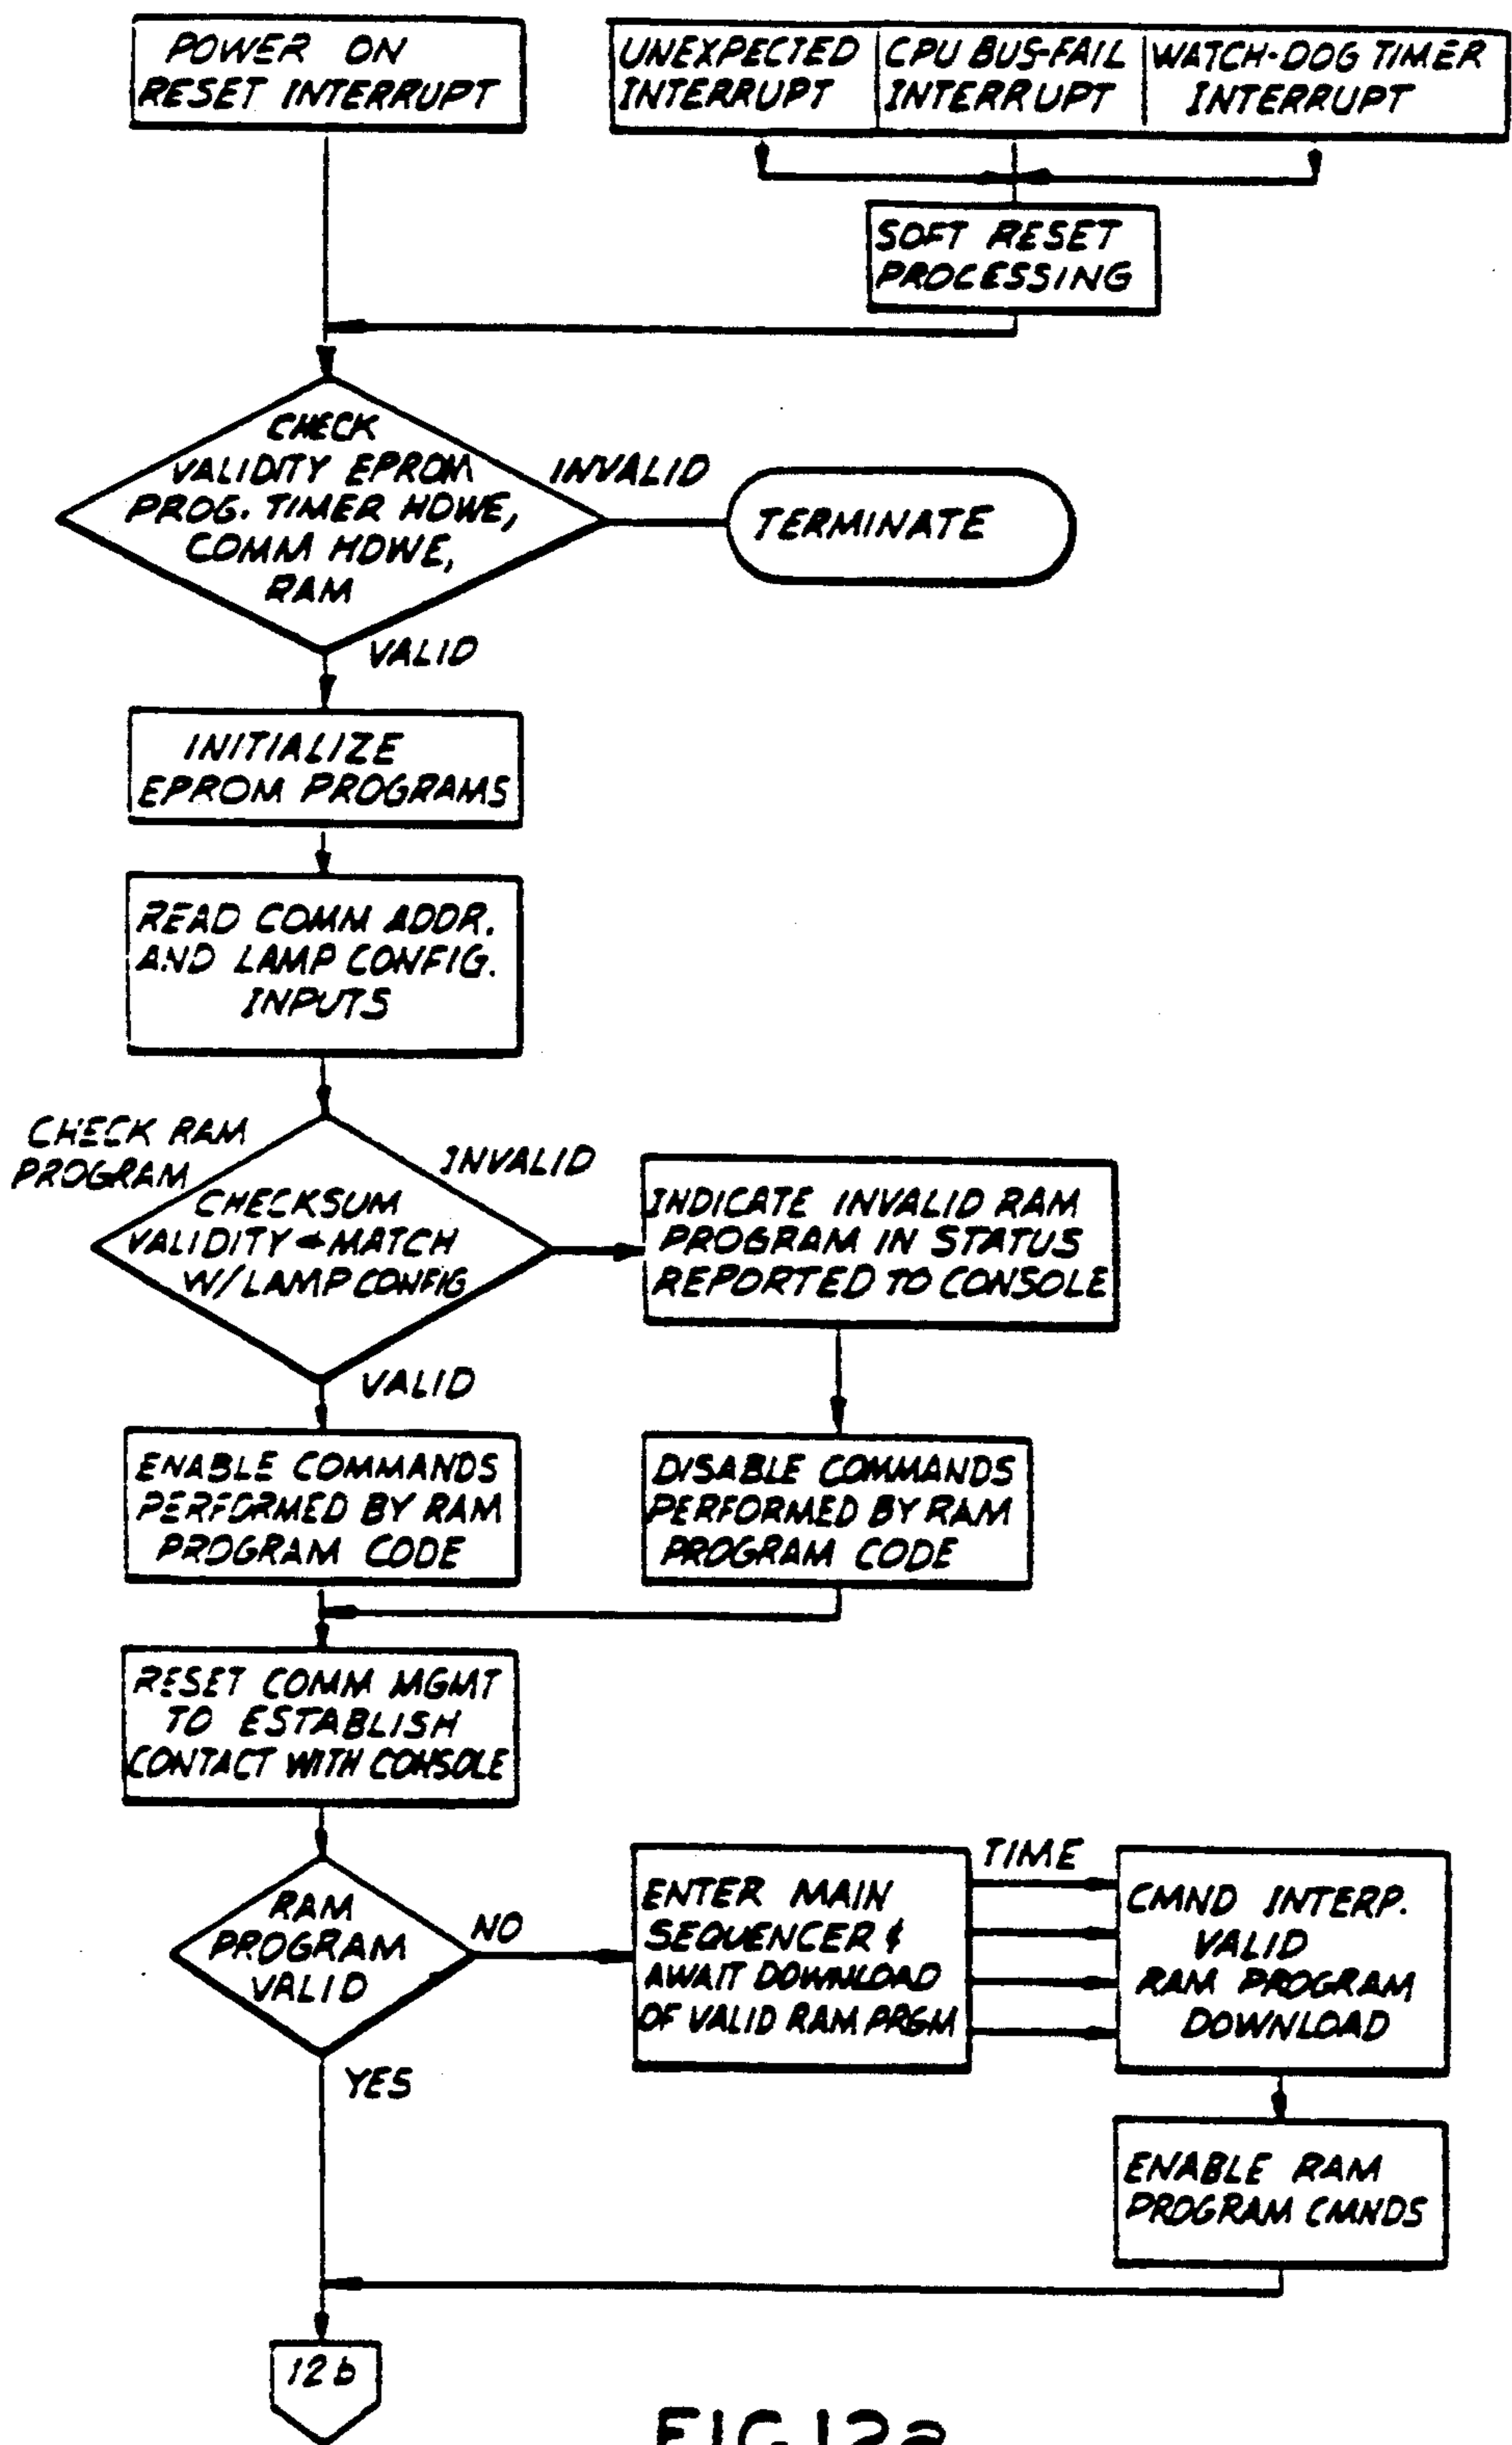 POWER ON
RESET INTERRUPT
UNEXPECTED
INTERRUPT
CPU BUS-FAIL
INTERRUPT
WATCH-DOG TIMER
INTERRUPT
SOFT RESET
PROCESSING
CHECK
VALIDITY EPROM
PROG. TIMER HDWE,
COMM HDWE,
RAM
INVALID
TERMINATE
VALID
INITIALIZE
EPROM PROGRAMS
READ COMM ADDR.
AND LAMP CONFIG.
INPUTS
CHECK RAM
PROGRAM
CHECKSUM
VALIDITY & MATCH
W/LAMP CONFIG
INVALID
INDICATE INVALID RAM
PROGRAM IN STATUS
REPORTED TO CONSOLE
VALID
ENABLE COMMANDS
PERFORMED BY RAM
PROGRAM CODE
DISABLE COMMANDS
PERFORMED BY RAM
PROGRAM CODE
RESET COMM MGMT
TO ESTABLISH
CONTACT WITH CONSOLE
RAM
PROGRAM
VALID
NO
ENTER MAIN
SEQUENCER &
AWAIT DOWNLOAD
OF VALID RAM PRGM
TIME
CMND INTERP.
VALID
RAM PROGRAM
DOWNLOAD
YES
ENABLE RAM
PROGRAM CMNDS
12b
FIG.12a